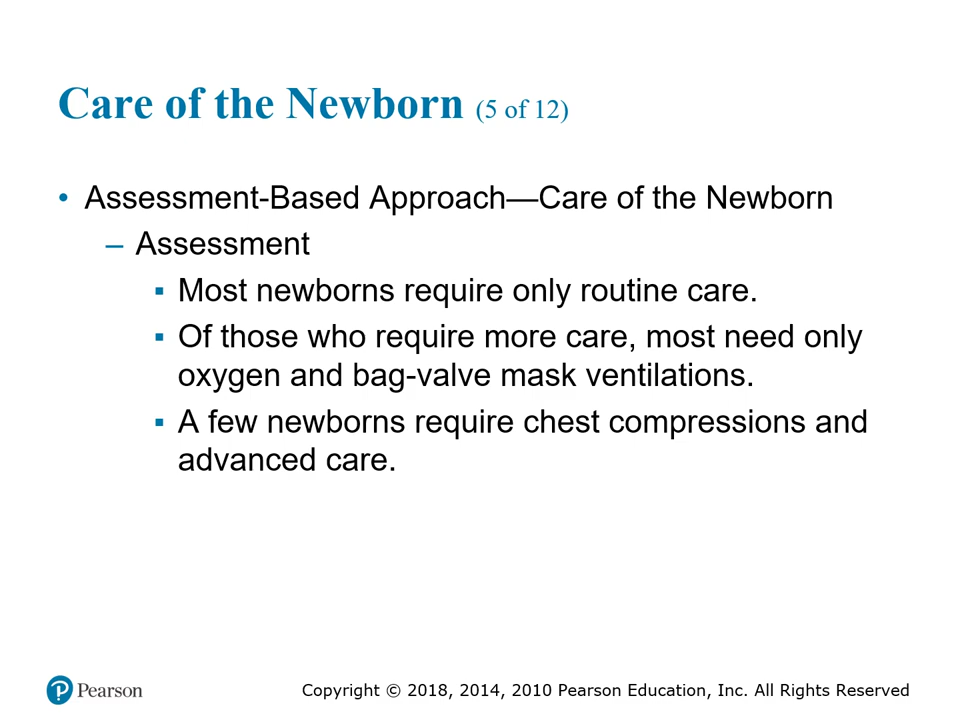 Care of the Newborn (5 of 12)
• Assessment-Based Approach—Care of the Newborn
– Assessment
▪ Most newborns require only routine care.
▪ Of those who require more care, most need only
oxygen and bag-valve mask ventilations.
▪ A few newborns require chest compressions and
advanced care.
Pearson
Copyright © 2018, 2014, 2010 Pearson Education, Inc. All Rights Reserved